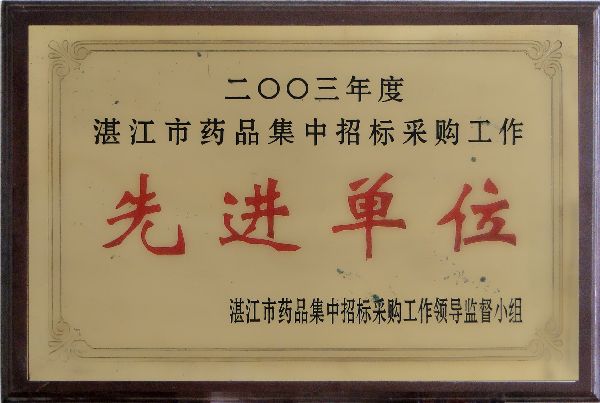 二〇〇三年度
湛江市药品集中招标采购工作
先进单位
湛江市药品集中招标采购工作领导监督小组